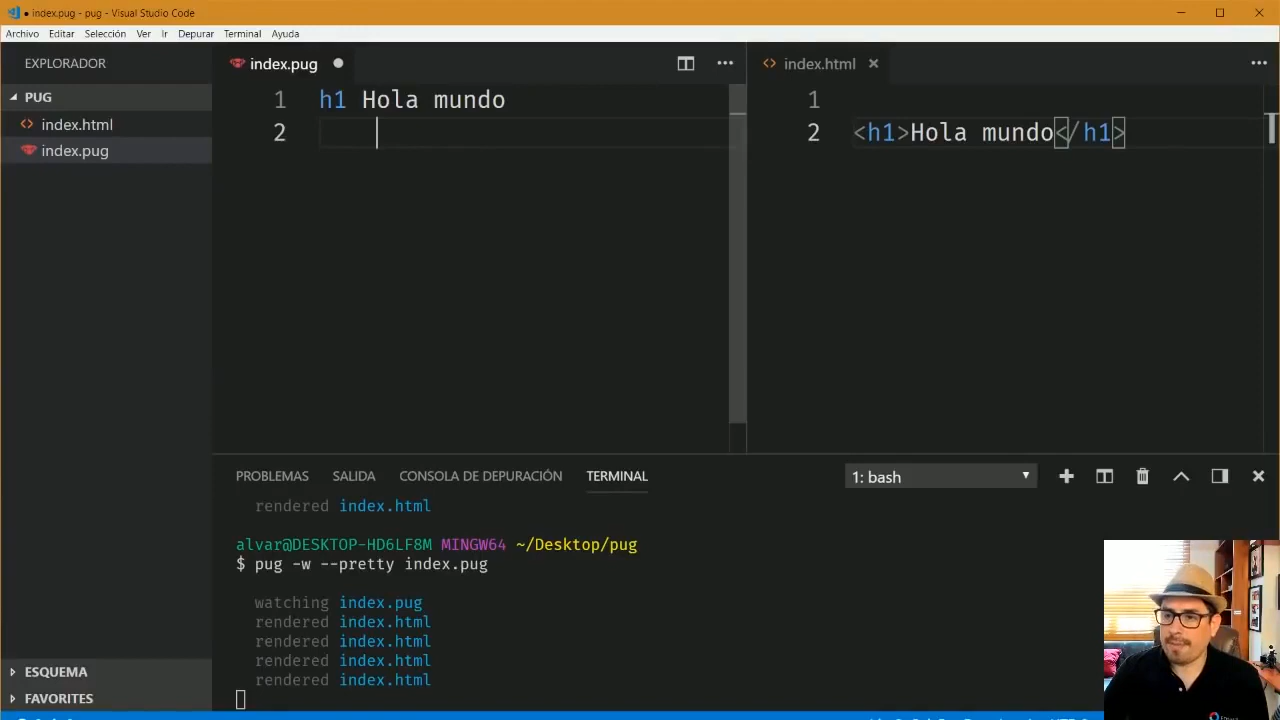 ● index.pug - pug - Visual Studio Code
Archivo Editar Selección Ver Ir Depurar Terminal Ayuda
EXPLORADOR
PUG
index.html
index.pug
ESQUEMA
FAVORITES
index.pug
1 h1 Hola mundo
2
index.html
1
2 <h1>Hola mundo</h1>
PROBLEMAS SALIDA CONSOLA DE DEPURACIÓN TERMINAL 1: bash
rendered index.html
alvar@DESKTOP-HD6LF8M MINGW64 ~/Desktop/pug
$ pug -w --pretty index.pug
watching index.pug
rendered index.html
rendered index.html
rendered index.html
rendered index.html